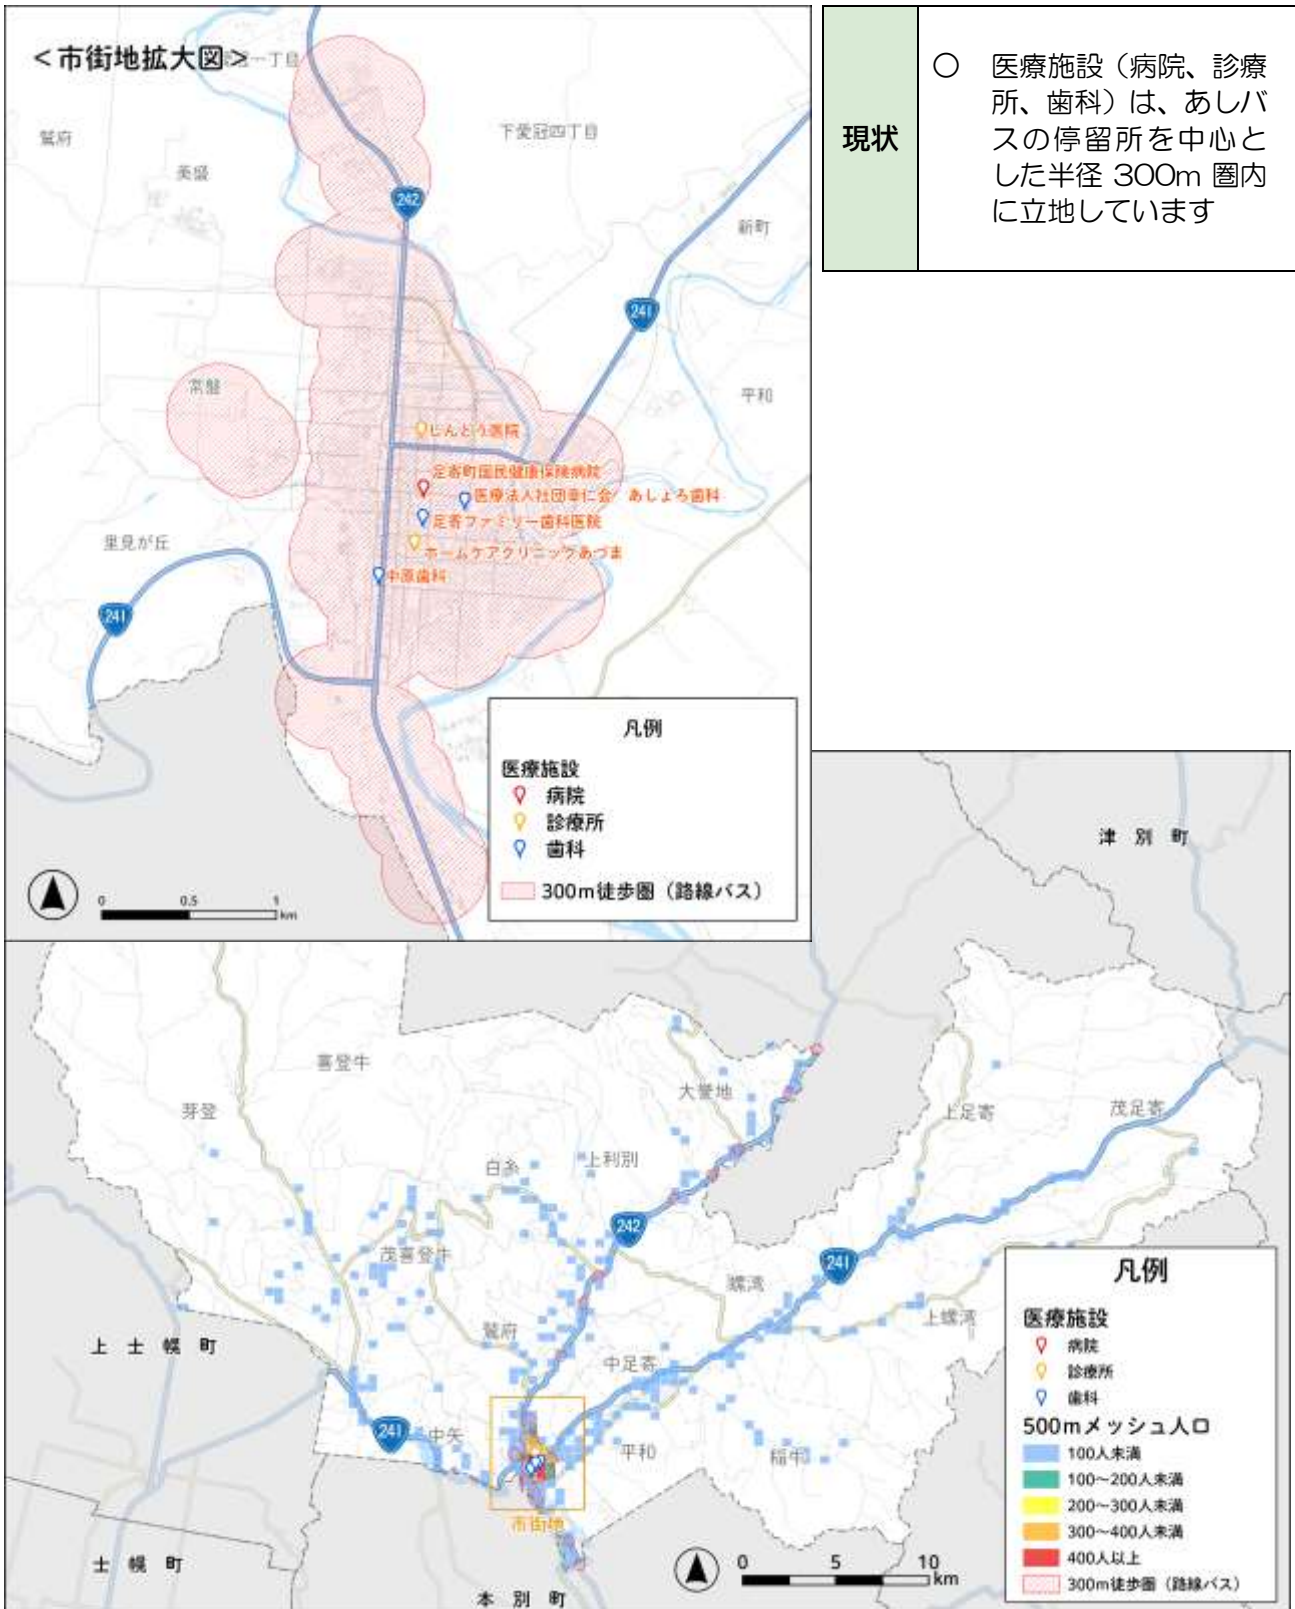 ＜市街地拡大図＞
一丁目
鷲府
美盛
下愛冠四丁目
242
新町
241
常盤
平和
じんどう医院
足寄町国民健康保険病院
医療法人社団幸仁会 あしょろ歯科
足寄ファミリー歯科医院
ホームケアクリニックあづま
里見が丘
中原歯科
241
凡例
医療施設
病院
診療所
歯科
300m徒歩圏（路線バス）
0 0.5 1
km
現状
○ 医療施設（病院、診療
所、歯科）は、あしバ
スの停留所を中心と
した半径 300m 圏内
に立地しています
津別町
喜登牛
芽登
大誉地
上足寄
茂足寄
白糸
上利別
242
茂喜登牛
241
螺湾
上螺湾
鷲府
中足寄
上士幌町
241
中矢
平和
稲牛
市街地
士幌町
本別町
0 5 10
km
凡例
医療施設
病院
診療所
歯科
500mメッシュ人口
100人未満
100～200人未満
200～300人未満
300～400人未満
400人以上
300m徒歩圏（路線バス）